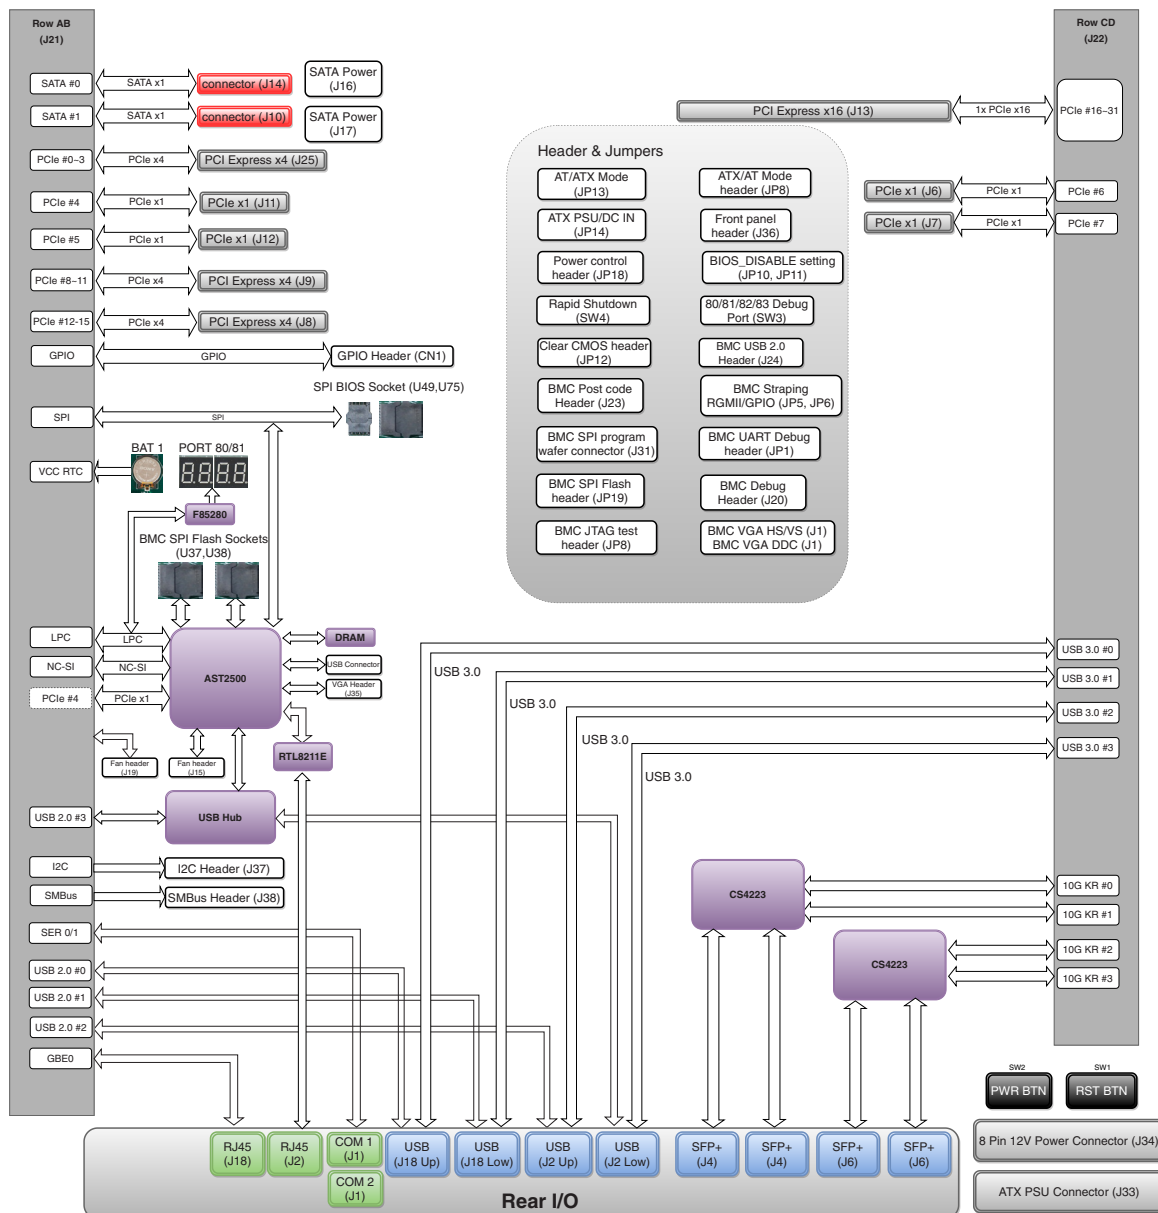 Row AB
(J21)
SATA #0
SATA x1
connector (J14)
SATA Power
(J16)
SATA #1
SATA x1
connector (J10)
SATA Power
(J17)
PCIe #0~3
PCIe x4
PCI Express x4 (J25)
PCIe #4
PCIe x1
PCIe x1 (J11)
PCIe #5
PCIe x1
PCIe x1 (J12)
PCIe #8~11
PCIe x4
PCI Express x4 (J9)
PCIe #12-15
PCIe x4
PCI Express x4 (J8)
GPIO
GPIO
GPIO Header (CN1)
SPI BIOS Socket (U49,U75)
SPI
SPI
BAT 1
PORT 80/81
VCC RTC
F85280
BMC SPI Flash Sockets
(U37,U38)
LPC
LPC
NC-SI
NC-SI
PCIe #4
PCIe x1
AST2500
DRAM
USB Connector
VGA Header
(J35)
Fan header
(J19)
Fan header
(J15)
RTL8211E
USB 2.0 #3
USB Hub
I2C
I2C Header (J37)
SMBus
SMBus Header (J38)
SER 0/1
USB 2.0 #0
USB 2.0 #1
USB 2.0 #2
GBE0
Header & Jumpers
AT/ATX Mode
(JP13)
ATX/AT Mode
header (JP8)
ATX PSU/DC IN
(JP14)
Front panel
header (J36)
Power control
header (JP18)
BIOS_DISABLE setting
(JP10, JP11)
Rapid Shutdown
(SW4)
80/81/82/83 Debug
Port (SW3)
Clear CMOS header
(JP12)
BMC USB 2.0
Header (J24)
BMC Post code
Header (J23)
BMC Straping
RGMII/GPIO (JP5, JP6)
BMC SPI program
wafer connector (J31)
BMC UART Debug
header (JP1)
BMC SPI Flash
header (JP19)
BMC Debug
Header (J20)
BMC JTAG test
header (JP8)
BMC VGA HS/VS (J1)
BMC VGA DDC (J1)
Row CD
(J22)
PCI Express x16 (J13)
1x PCIe x16
PCIe #16~31
PCIe x1 (J6)
PCIe x1
PCIe #6
PCIe x1 (J7)
PCIe x1
PCIe #7
USB 3.0
USB 3.0 #0
USB 3.0
USB 3.0 #1
USB 3.0
USB 3.0 #2
USB 3.0
USB 3.0 #3
CS4223
10G KR #0
10G KR #1
CS4223
10G KR #2
10G KR #3
SW2
PWR BTN
SW1
RST BTN
8 Pin 12V Power Connector (J34)
ATX PSU Connector (J33)
RJ45
(J18)
RJ45
(J2)
COM 1
(J1)
COM 2
(J1)
USB
(J18 Up)
USB
(J18 Low)
USB
(J2 Up)
USB
(J2 Low)
SFP+
(J4)
SFP+
(J4)
SFP+
(J6)
SFP+
(J6)
Rear I/O